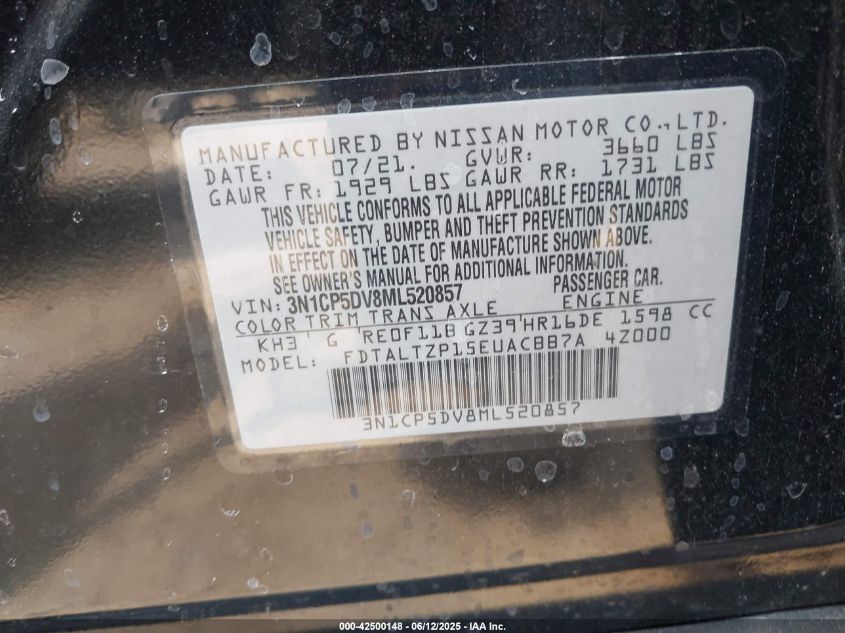 MANUFACTURED BY NISSAN MOTOR CO.,LTD.
DATE: 07/21. GVWR: 3660 LBS
GAWR FR: 1929 LBS GAWR RR: 1731 LBS
THIS VEHICLE CONFORMS TO ALL APPLICABLE FEDERAL MOTOR
VEHICLE SAFETY, BUMPER AND THEFT PREVENTION STANDARDS
IN EFFECT ON THE DATE OF MANUFACTURE SHOWN ABOVE.
SEE OWNER'S MANUAL FOR ADDITIONAL INFORMATION.
VIN: 3N1CP5DV8ML520857 PASSENGER CAR.
COLOR TRIM TRANS AXLE ENGINE
KH3 ' G 'RE0F11B GZ39'HR16DE 1598 CC
MODEL: FDTALTZP15EUACBB7A 4Z000
3N1CP5DV8ML520857
000-42500148 - 06/12/2025 - IAA Inc.